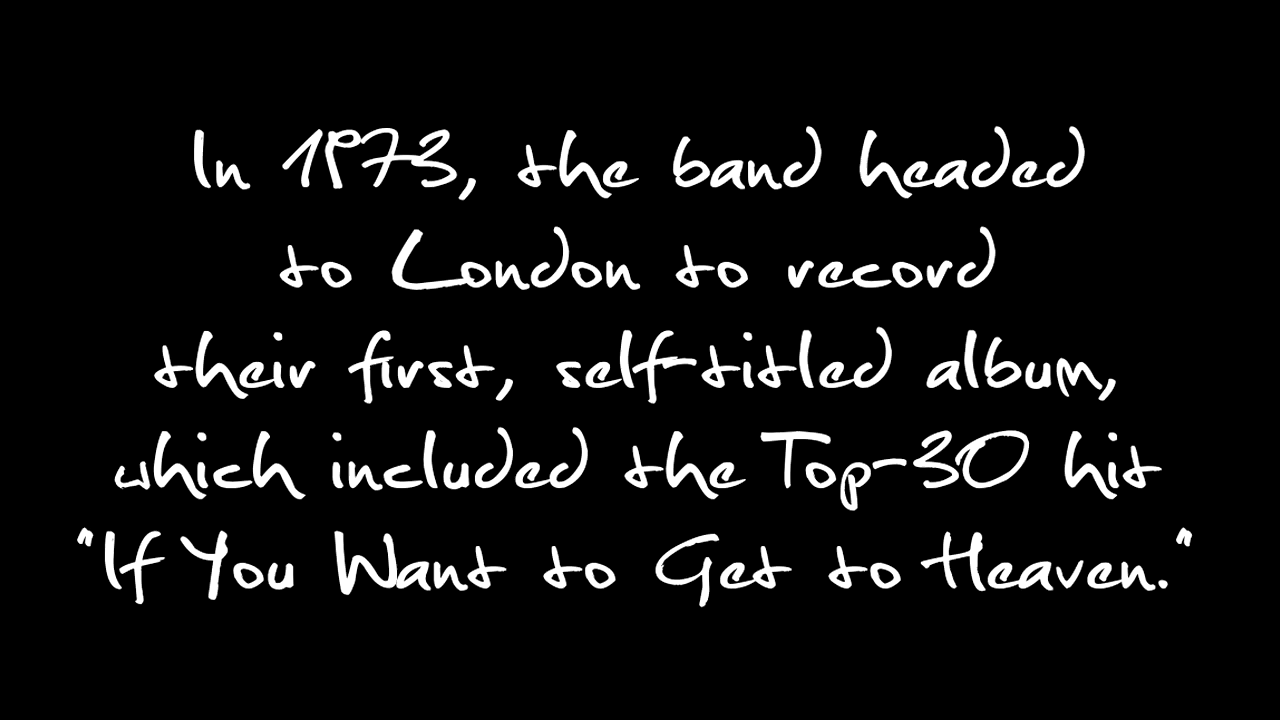 In 1973, the band headed
to London to record
their first, self-titled album,
which included the Top-30 hit
"If You Want to Get to Heaven."